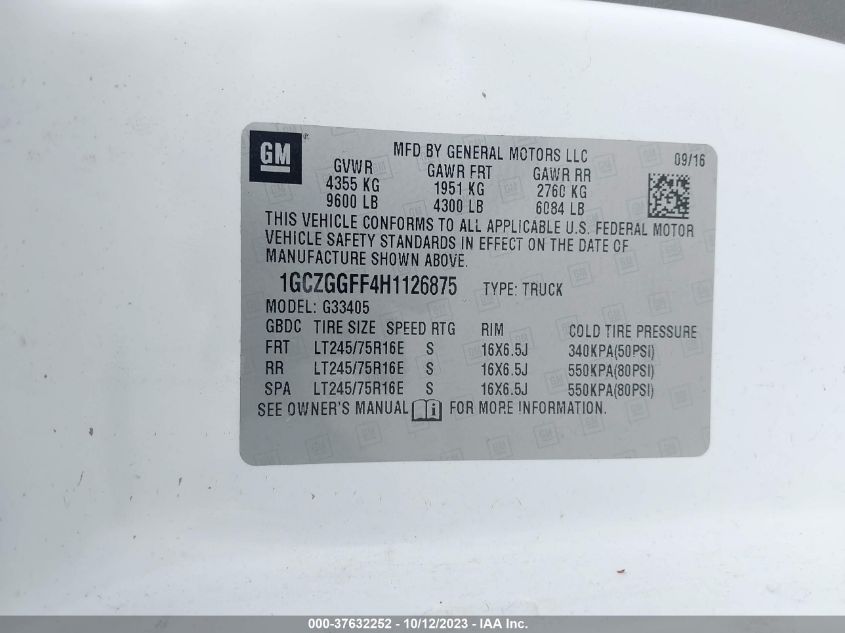 GM
MFD BY GENERAL MOTORS LLC 09/16
GVWR GAWR FRT GAWR RR
4355 KG 1951 KG 2760 KG
9600 LB 4300 LB 6084 LB
THIS VEHICLE CONFORMS TO ALL APPLICABLE U.S. FEDERAL MOTOR
VEHICLE SAFETY STANDARDS IN EFFECT ON THE DATE OF
MANUFACTURE SHOWN ABOVE.
1GCZGGFF4H1126875 TYPE: TRUCK
MODEL: G33405
GBDC TIRE SIZE SPEED RTG RIM COLD TIRE PRESSURE
FRT LT245/75R16E S 16X6.5J 340KPA(50PSI)
RR LT245/75R16E S 16X6.5J 550KPA(80PSI)
SPA LT245/75R16E S 16X6.5J 550KPA(80PSI)
SEE OWNER'S MANUAL i FOR MORE INFORMATION.
000-37632252 - 10/12/2023 - IAA Inc.